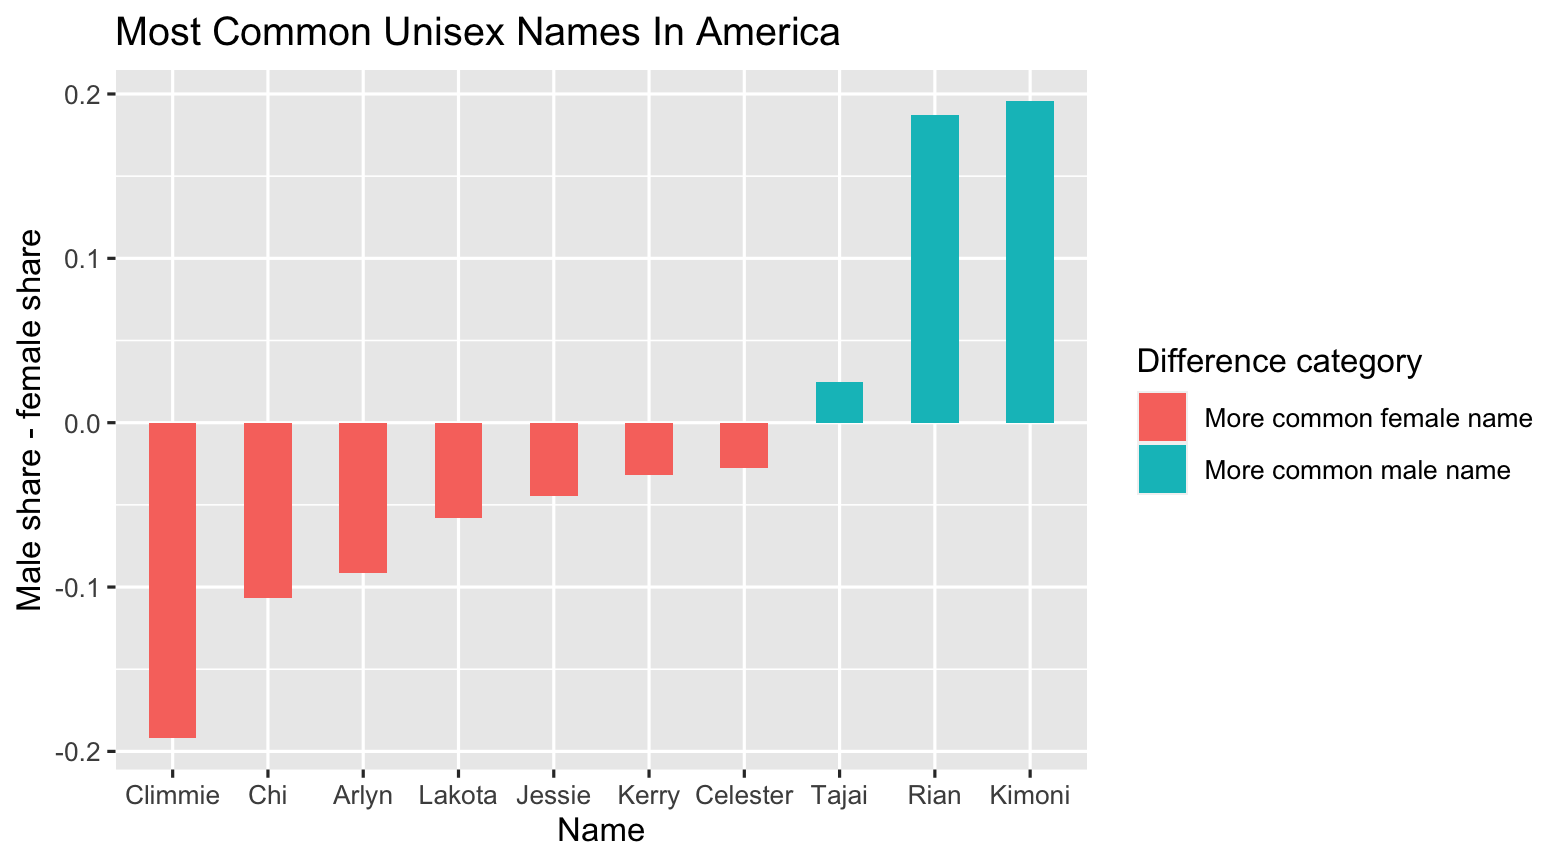 Most Common Unisex Names In America
0.2
0.1
0.0
-0.1
-0.2
Male share - female share
Climmie Chi Arlyn Lakota Jessie Kerry Celester Tajai Rian Kimoni
Name
Difference category
More common female name
More common male name